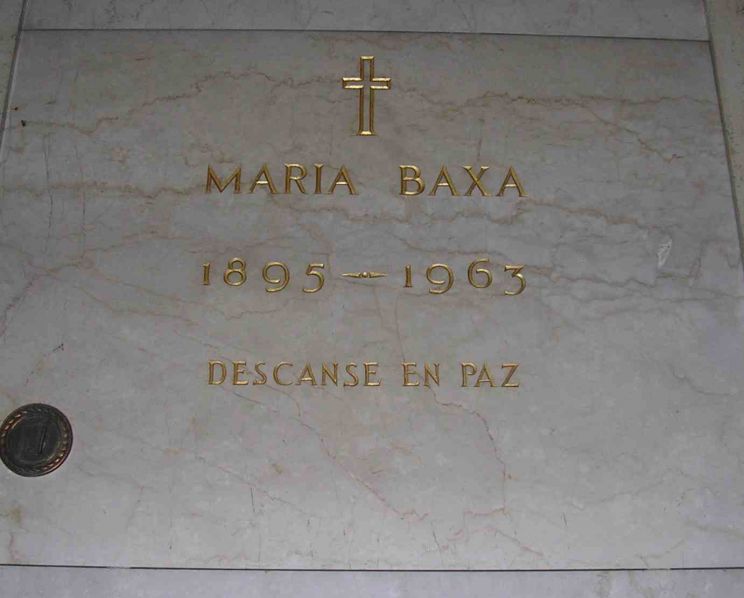 MARIA BAXA
1895 — 1963
DESCANSE EN PAZ